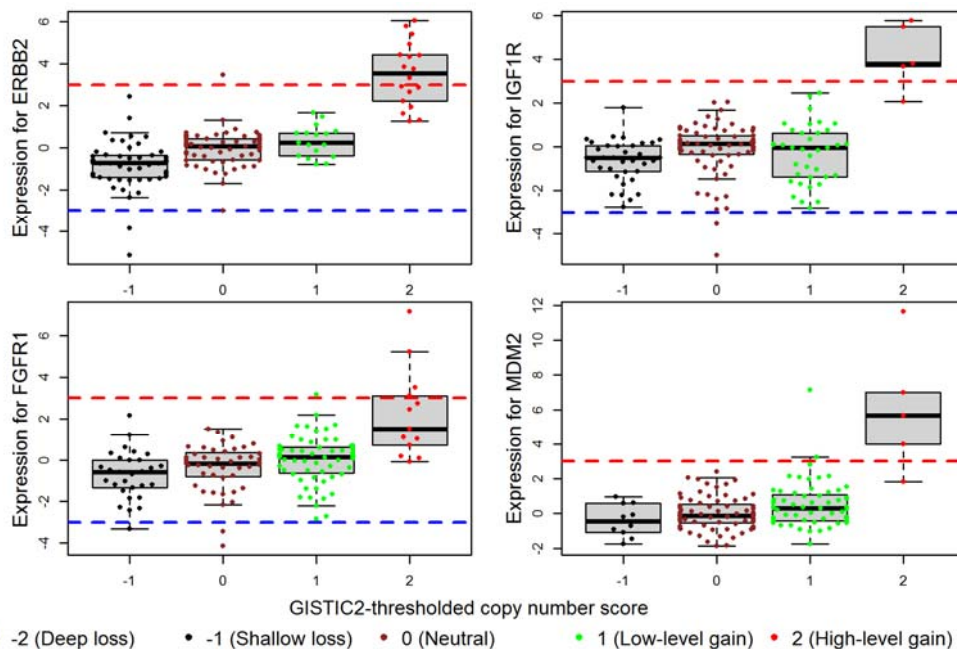 Expression for ERBB2
6
4
2
0
-2
-4
-1 0 1 2
Expression for IGF1R
6
4
2
0
-2
-4
-1 0 1 2
Expression for FGFR1
6
4
2
0
-2
-4
-1 0 1 2
Expression for MDM2
12
10
8
6
4
2
0
-2
-1 0 1 2
GISTIC2-thresholded copy number score
-2 (Deep loss) -1 (Shallow loss) 0 (Neutral) 1 (Low-level gain) 2 (High-level gain)